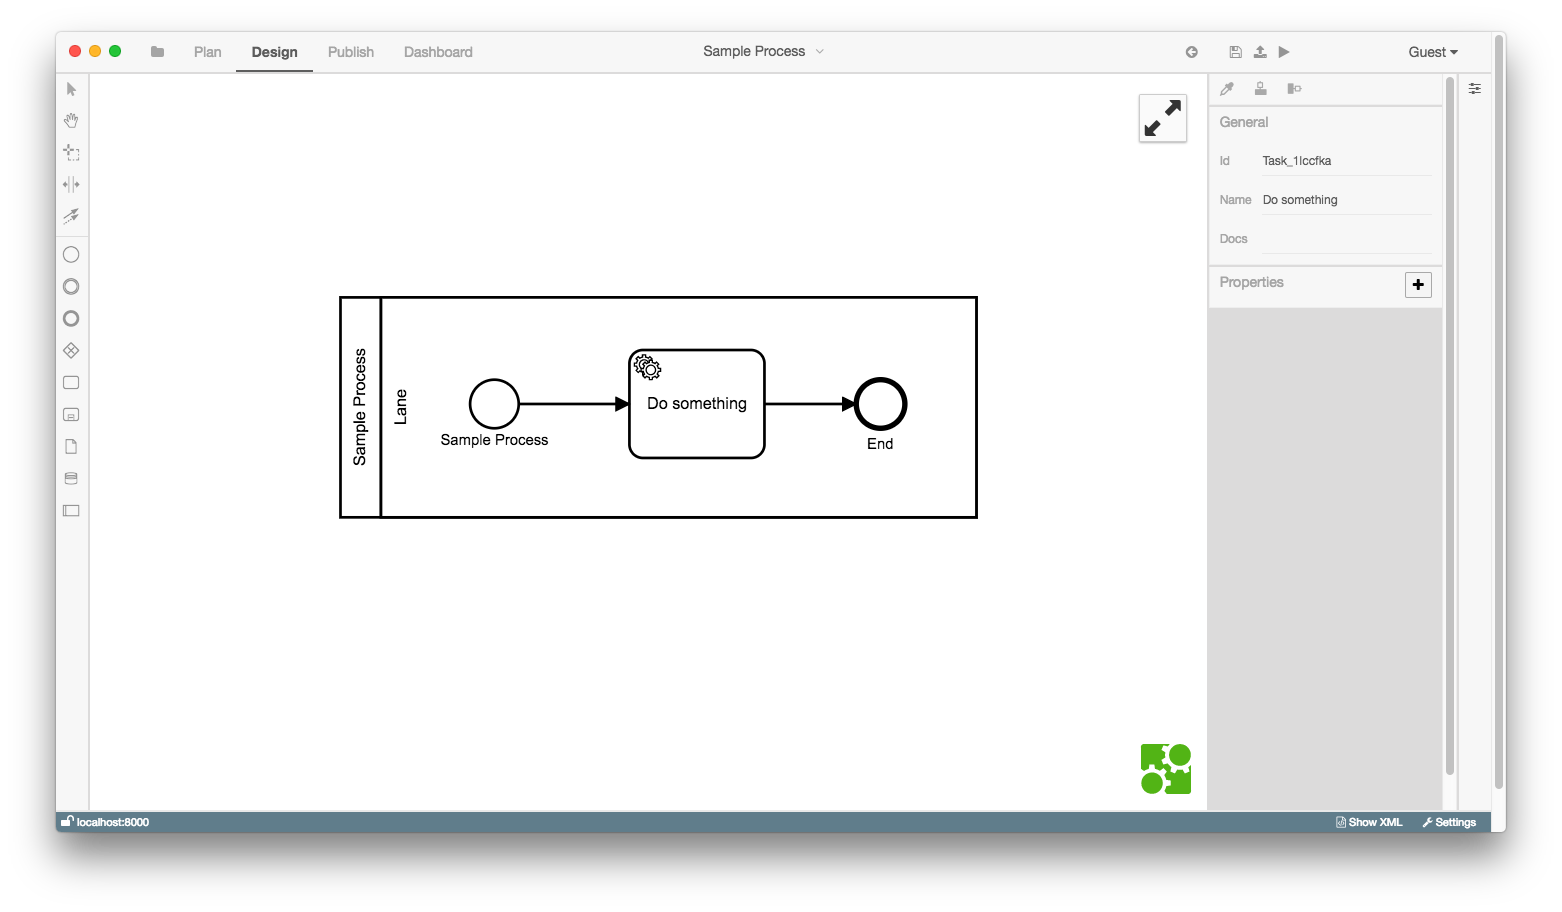 Plan
Design
Publish
Dashboard
Sample Process
Guest
General
Id
Task_1lccfka
Name
Do something
Docs
Properties
Sample Process
Lane
Sample Process
Do something
End
localhost:8000
Show XML
Settings